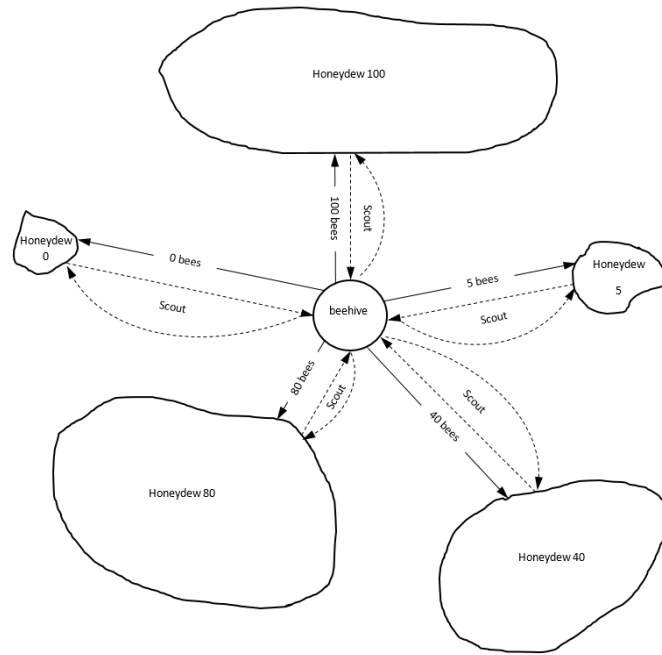 Honeydew 100
100 bees
Scout
Honeydew
0
0 bees
Scout
beehive
5 bees
Scout
Honeydew
5
80 bees
Scout
40 bees
Scout
Honeydew 80
Honeydew 40